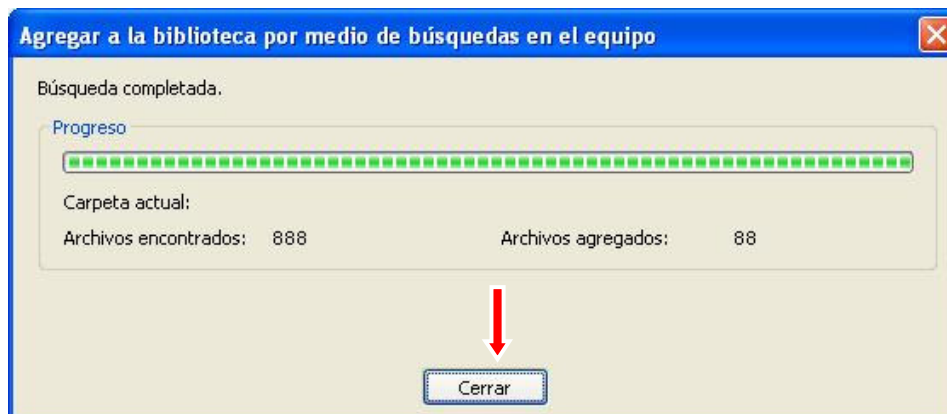 Agregar a la biblioteca por medio de búsquedas en el equipo
Búsqueda completada.
Progreso
Carpeta actual:
Archivos encontrados: 888 Archivos agregados: 88
Cerrar